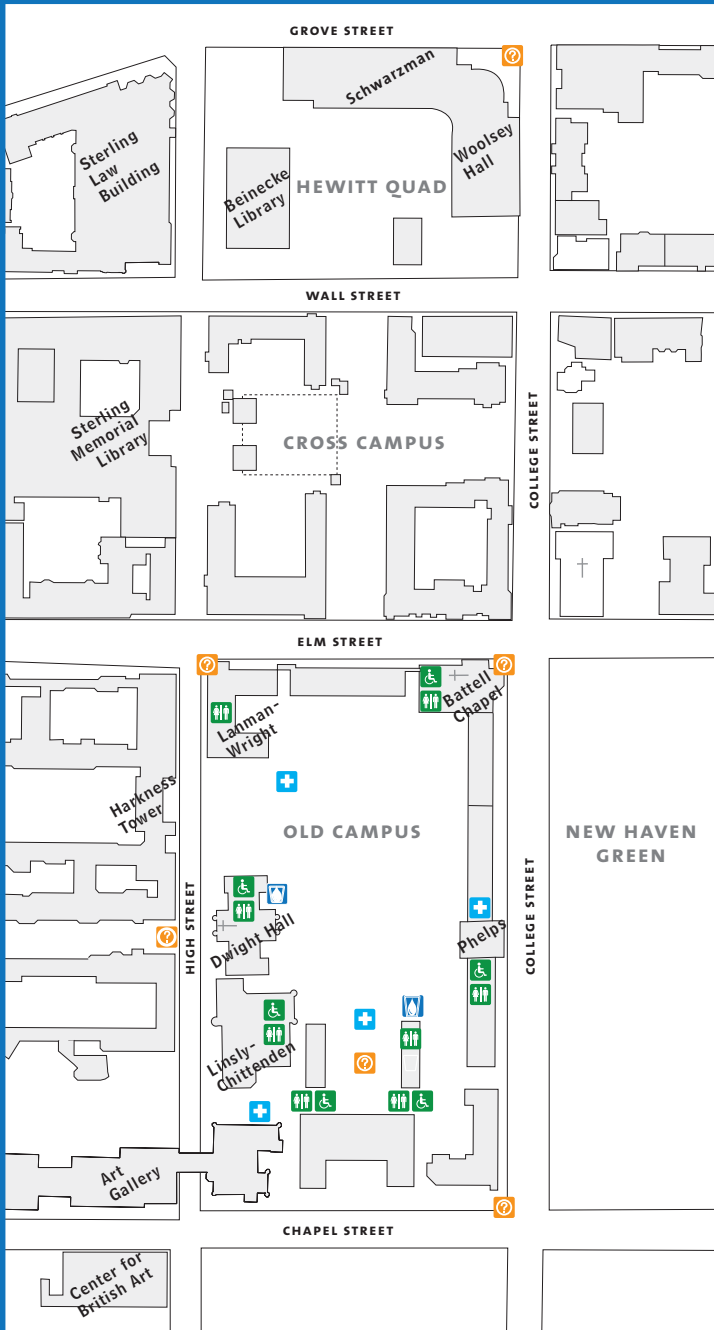 GROVE STREET
Schwarzman
Sterling
Law
Building
Woolsey
Hall
Beinecke
Library
HEWITT QUAD
WALL STREET
Sterling
Memorial
Library
CROSS CAMPUS
COLLEGE STREET
ELM STREET
?
?
?
Lanman-
Wright
Battell
Chapel
Harkness
Tower
OLD CAMPUS
NEW HAVEN
GREEN
HIGH STREET
COLLEGE STREET
Dwight Hall
Phelps
?
Linsly-
Chittenden
?
Art
Gallery
?
CHAPEL STREET
Center for
British Art